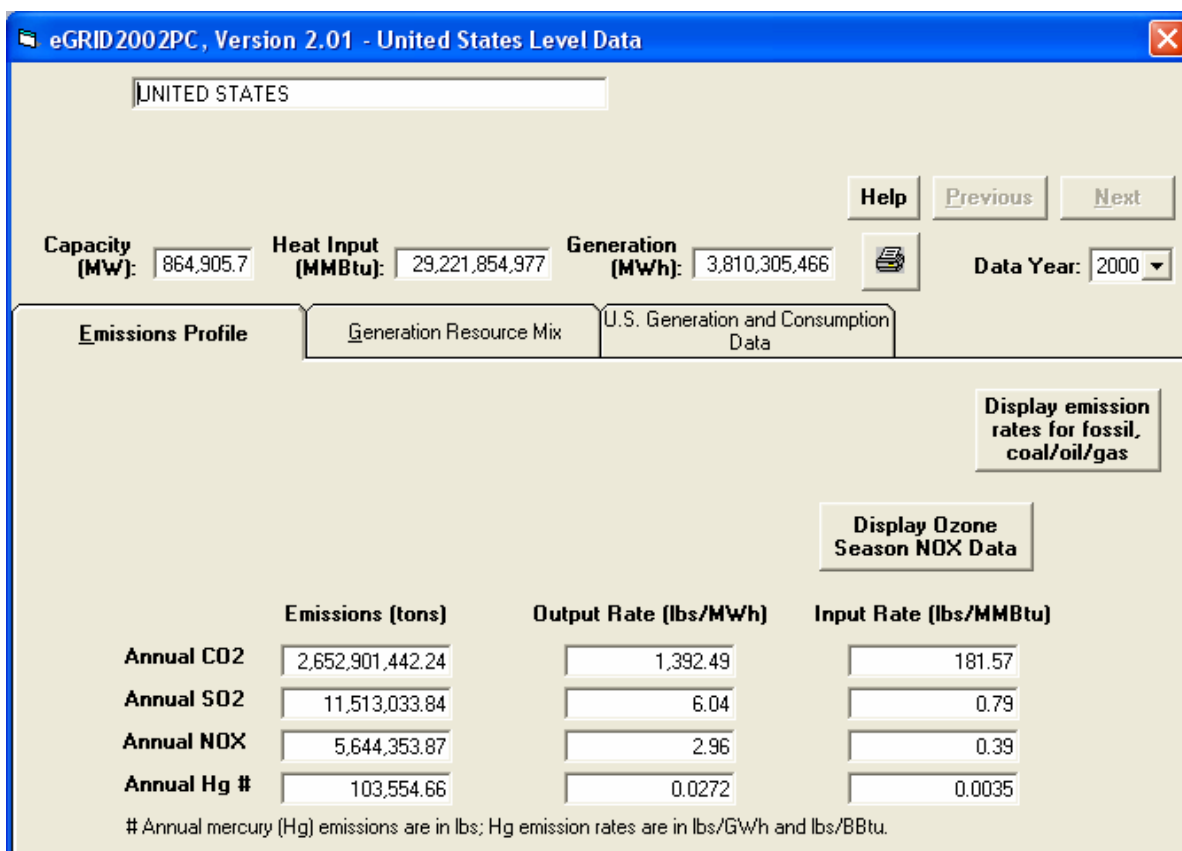 eGRID2002PC, Version 2.01 - United States Level Data
UNITED STATES
Help
Previous
Next
Capacity (MW): 864,905.7
Heat Input (MMBtu): 29,221,854,977
Generation (MWh): 3,810,305,466
Data Year: 2000
Emissions Profile
Generation Resource Mix
U.S. Generation and Consumption
Data
Display emission
rates for fossil,
coal/oil/gas
Display Ozone
Season NOX Data
Emissions (tons) Output Rate (lbs/MWh) Input Rate (lbs/MMBtu)
Annual CO2 2,652,901,442.24 1,392.49 181.57
Annual SO2 11,513,033.84 6.04 0.79
Annual NOX 5,644,353.87 2.96 0.39
Annual Hg # 103,554.66 0.0272 0.0035
# Annual mercury (Hg) emissions are in lbs; Hg emission rates are in lbs/GWh and lbs/BBtu.